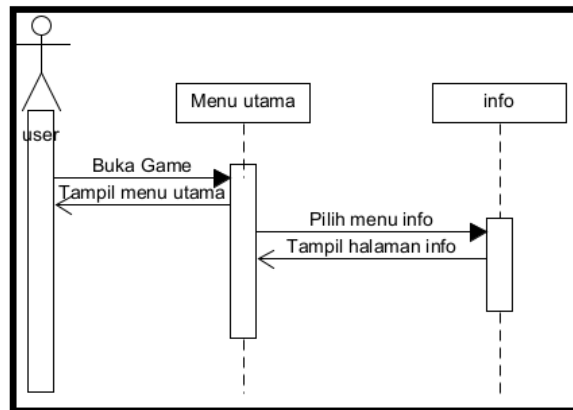 Menu utama
info
user
Buka Game
Tampil menu utama
Pilih menu info
Tampil halaman info